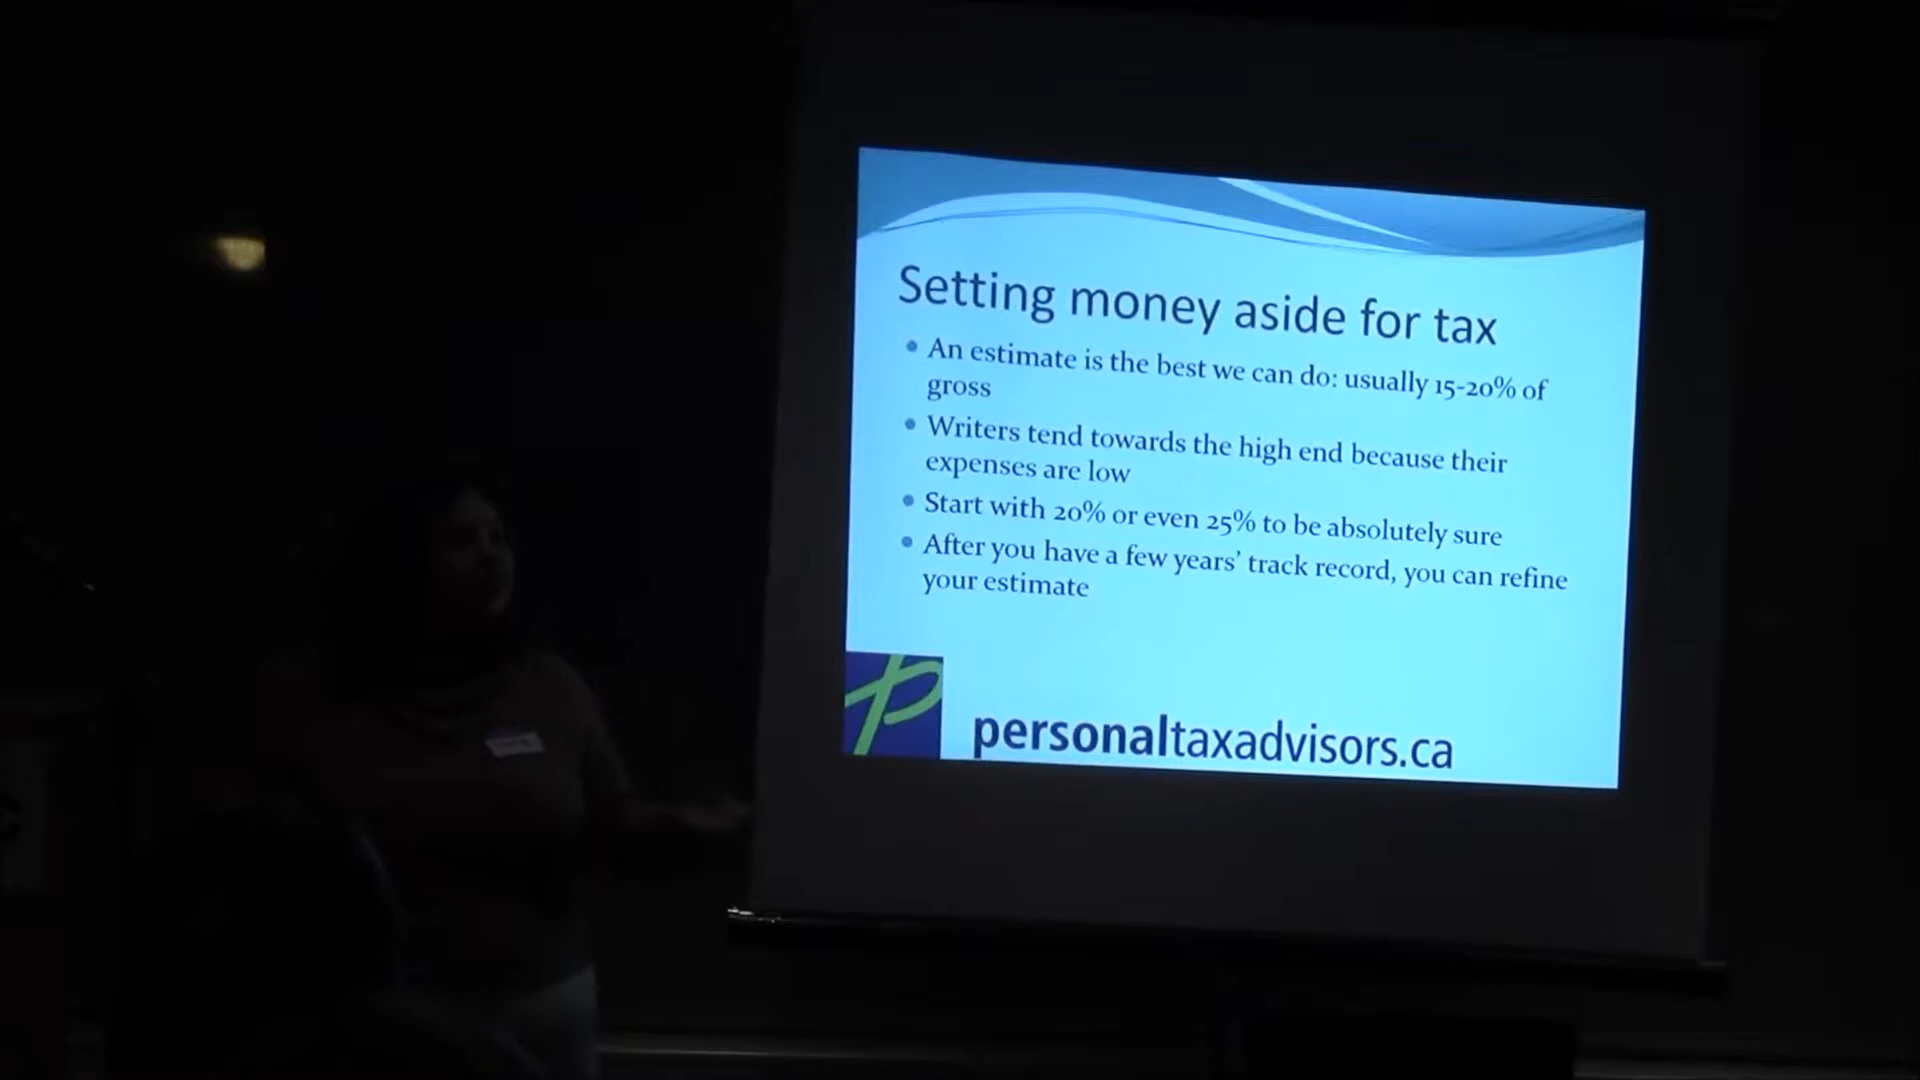 Setting money aside for tax
• An estimate is the best we can do: usually 15-20% of
gross
• Writers tend towards the high end because their
expenses are low
• Start with 20% or even 25% to be absolutely sure
• After you have a few years’ track record, you can refine
your estimate
personaltaxadvisors.ca